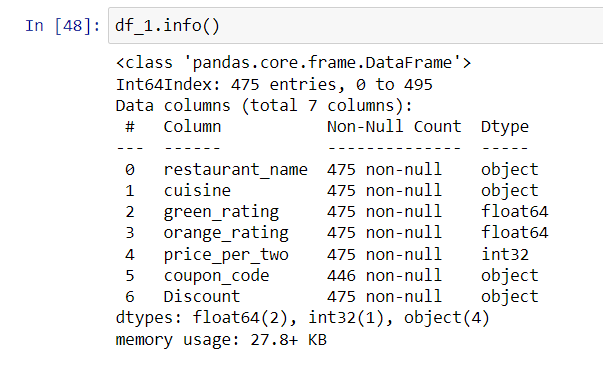 In [48]: df_1.info()
<class 'pandas.core.frame.DataFrame'>
Int64Index: 475 entries, 0 to 495
Data columns (total 7 columns):
 #   Column           Non-Null Count  Dtype
---  ------           --------------  -----
 0   restaurant_name  475 non-null    object
 1   cuisine          475 non-null    object
 2   green_rating     475 non-null    float64
 3   orange_rating    475 non-null    float64
 4   price_per_two    475 non-null    int32
 5   coupon_code      446 non-null    object
 6   Discount         475 non-null    object
dtypes: float64(2), int32(1), object(4)
memory usage: 27.8+ KB